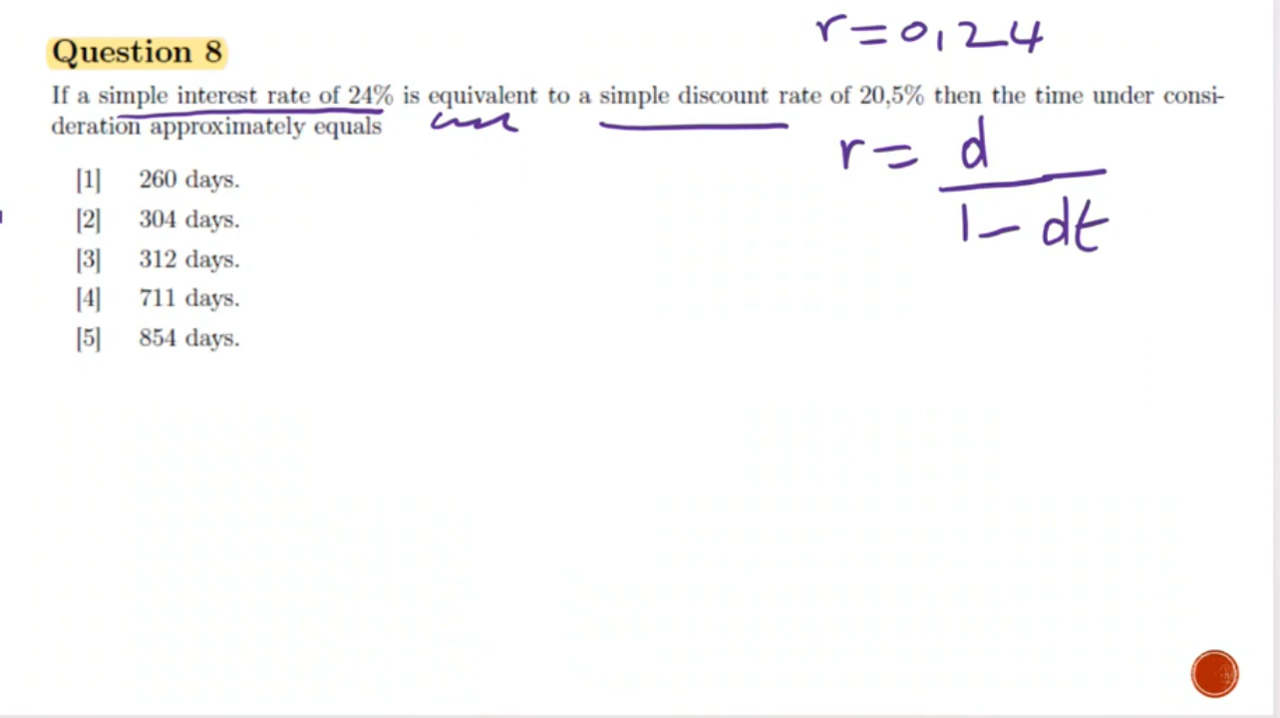 r=0,24
Question 8
If a simple interest rate of 24% is equivalent to a simple discount rate of 20,5% then the time under consi-
deration approximately equals
r= d
1- dt
[1] 260 days.
[2] 304 days.
[3] 312 days.
[4] 711 days.
[5] 854 days.